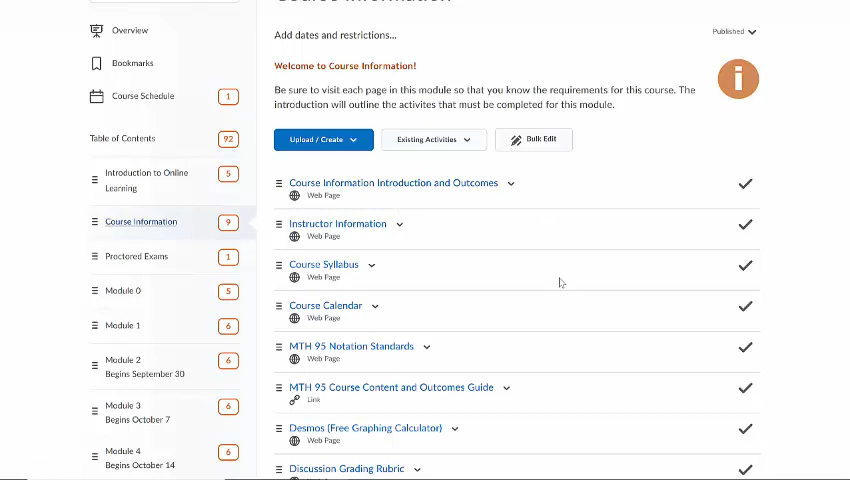 Course Information
Overview
Bookmarks
Course Schedule 1
Table of Contents 92
Introduction to Online
Learning
5
Course Information 9
Proctored Exams 1
Module 0 5
Module 1 6
Module 2
Begins September 30
6
Module 3
Begins October 7
6
Module 4
Begins October 14
6
Add dates and restrictions...
Published
Welcome to Course Information!
Be sure to visit each page in this module so that you know the requirements for this course. The
introduction will outline the activites that must be completed for this module.
Upload / Create
Existing Activities
Bulk Edit
Course Information Introduction and Outcomes
Web Page
Instructor Information
Web Page
Course Syllabus
Web Page
Course Calendar
Web Page
MTH 95 Notation Standards
Web Page
MTH 95 Course Content and Outcomes Guide
Link
Desmos (Free Graphing Calculator)
Web Page
Discussion Grading Rubric